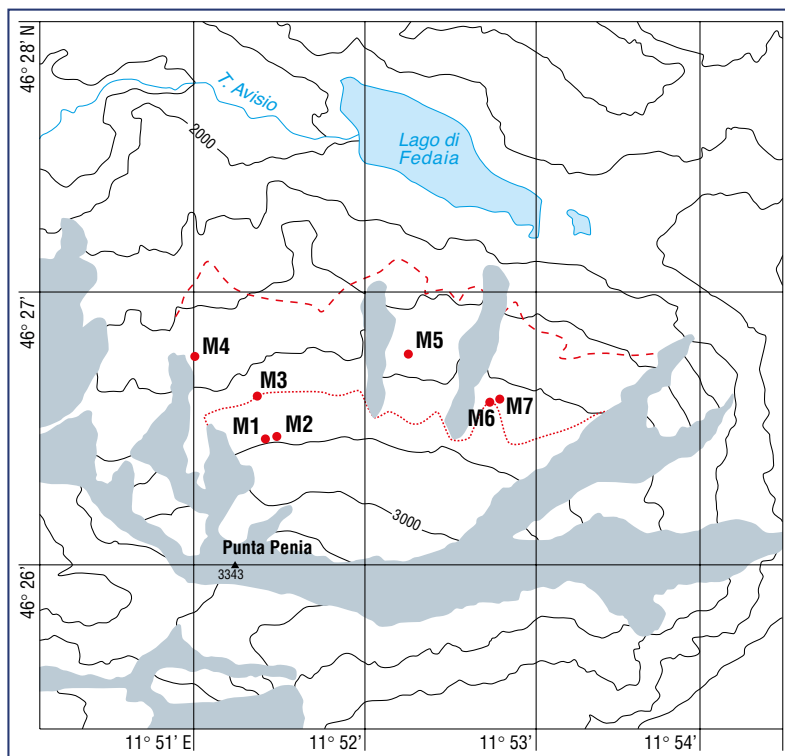 46° 28' N
T. Avisio
2000
Lago di
Fedaia
46° 27'
M4
M5
M3
M7
M6
M1
M2
3000
Punta Penia
3343
46° 26'
11° 51' E
11° 52'
11° 53'
11° 54'